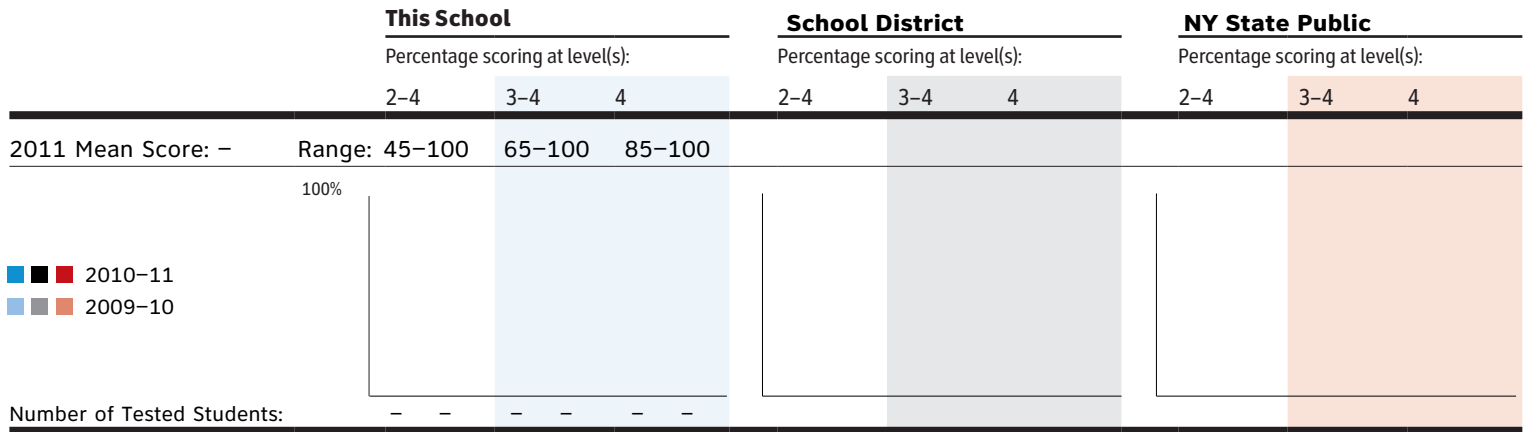 This School School District NY State Public
Percentage scoring at level(s): Percentage scoring at level(s): Percentage scoring at level(s):
2–4 3–4 4 2–4 3–4 4 2–4 3–4 4
2011 Mean Score: – Range: 45–100 65–100 85–100
100%
2010–11
2009–10
Number of Tested Students: – – – – – –